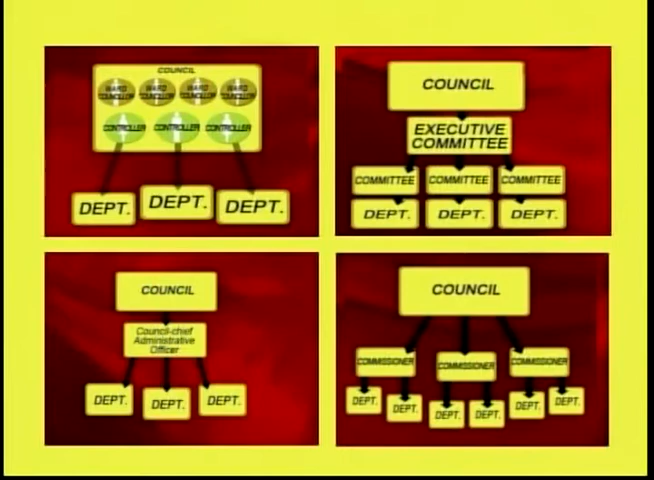 COUNCIL
WARD
COUNCILLOR
WARD
COUNCILLOR
WARD
COUNCILLOR
WARD
COUNCILLOR
CONTROLLER
CONTROLLER
CONTROLLER
DEPT.
DEPT.
DEPT.
COUNCIL
EXECUTIVE
COMMITTEE
COMMITTEE
COMMITTEE
COMMITTEE
DEPT.
DEPT.
DEPT.
COUNCIL
Council-chief
Administrative
Officer
DEPT.
DEPT.
DEPT.
COUNCIL
COMMISSIONER
COMMISSIONER
COMMISSIONER
DEPT.
DEPT.
DEPT.
DEPT.
DEPT.
DEPT.